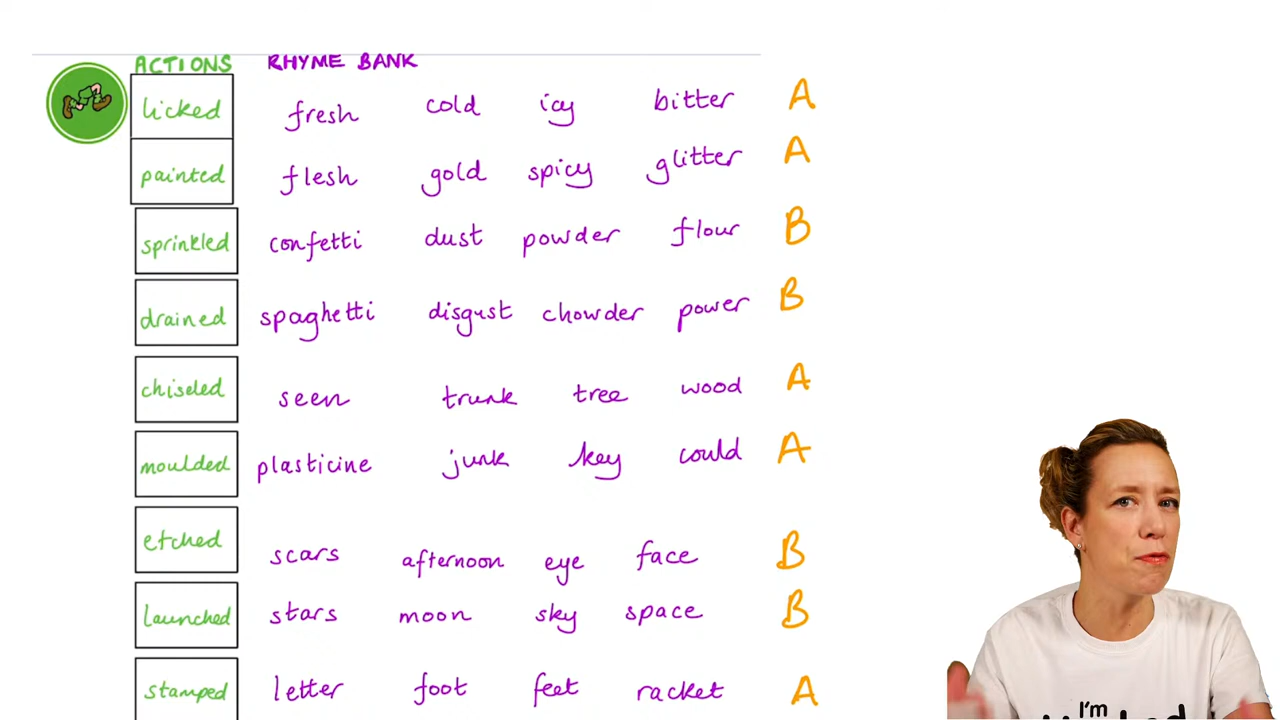 ACTIONS RHYME BANK
licked fresh cold icy bitter A
painted flesh gold spicy glitter A
sprinkled confetti dust powder flour B
drained spaghetti disgust chowder power B
chiseled seen trunk tree wood A
moulded plasticine junk key could A
etched scars afternoon eye face B
launched stars moon sky space B
stamped letter foot feet racket A
I'm